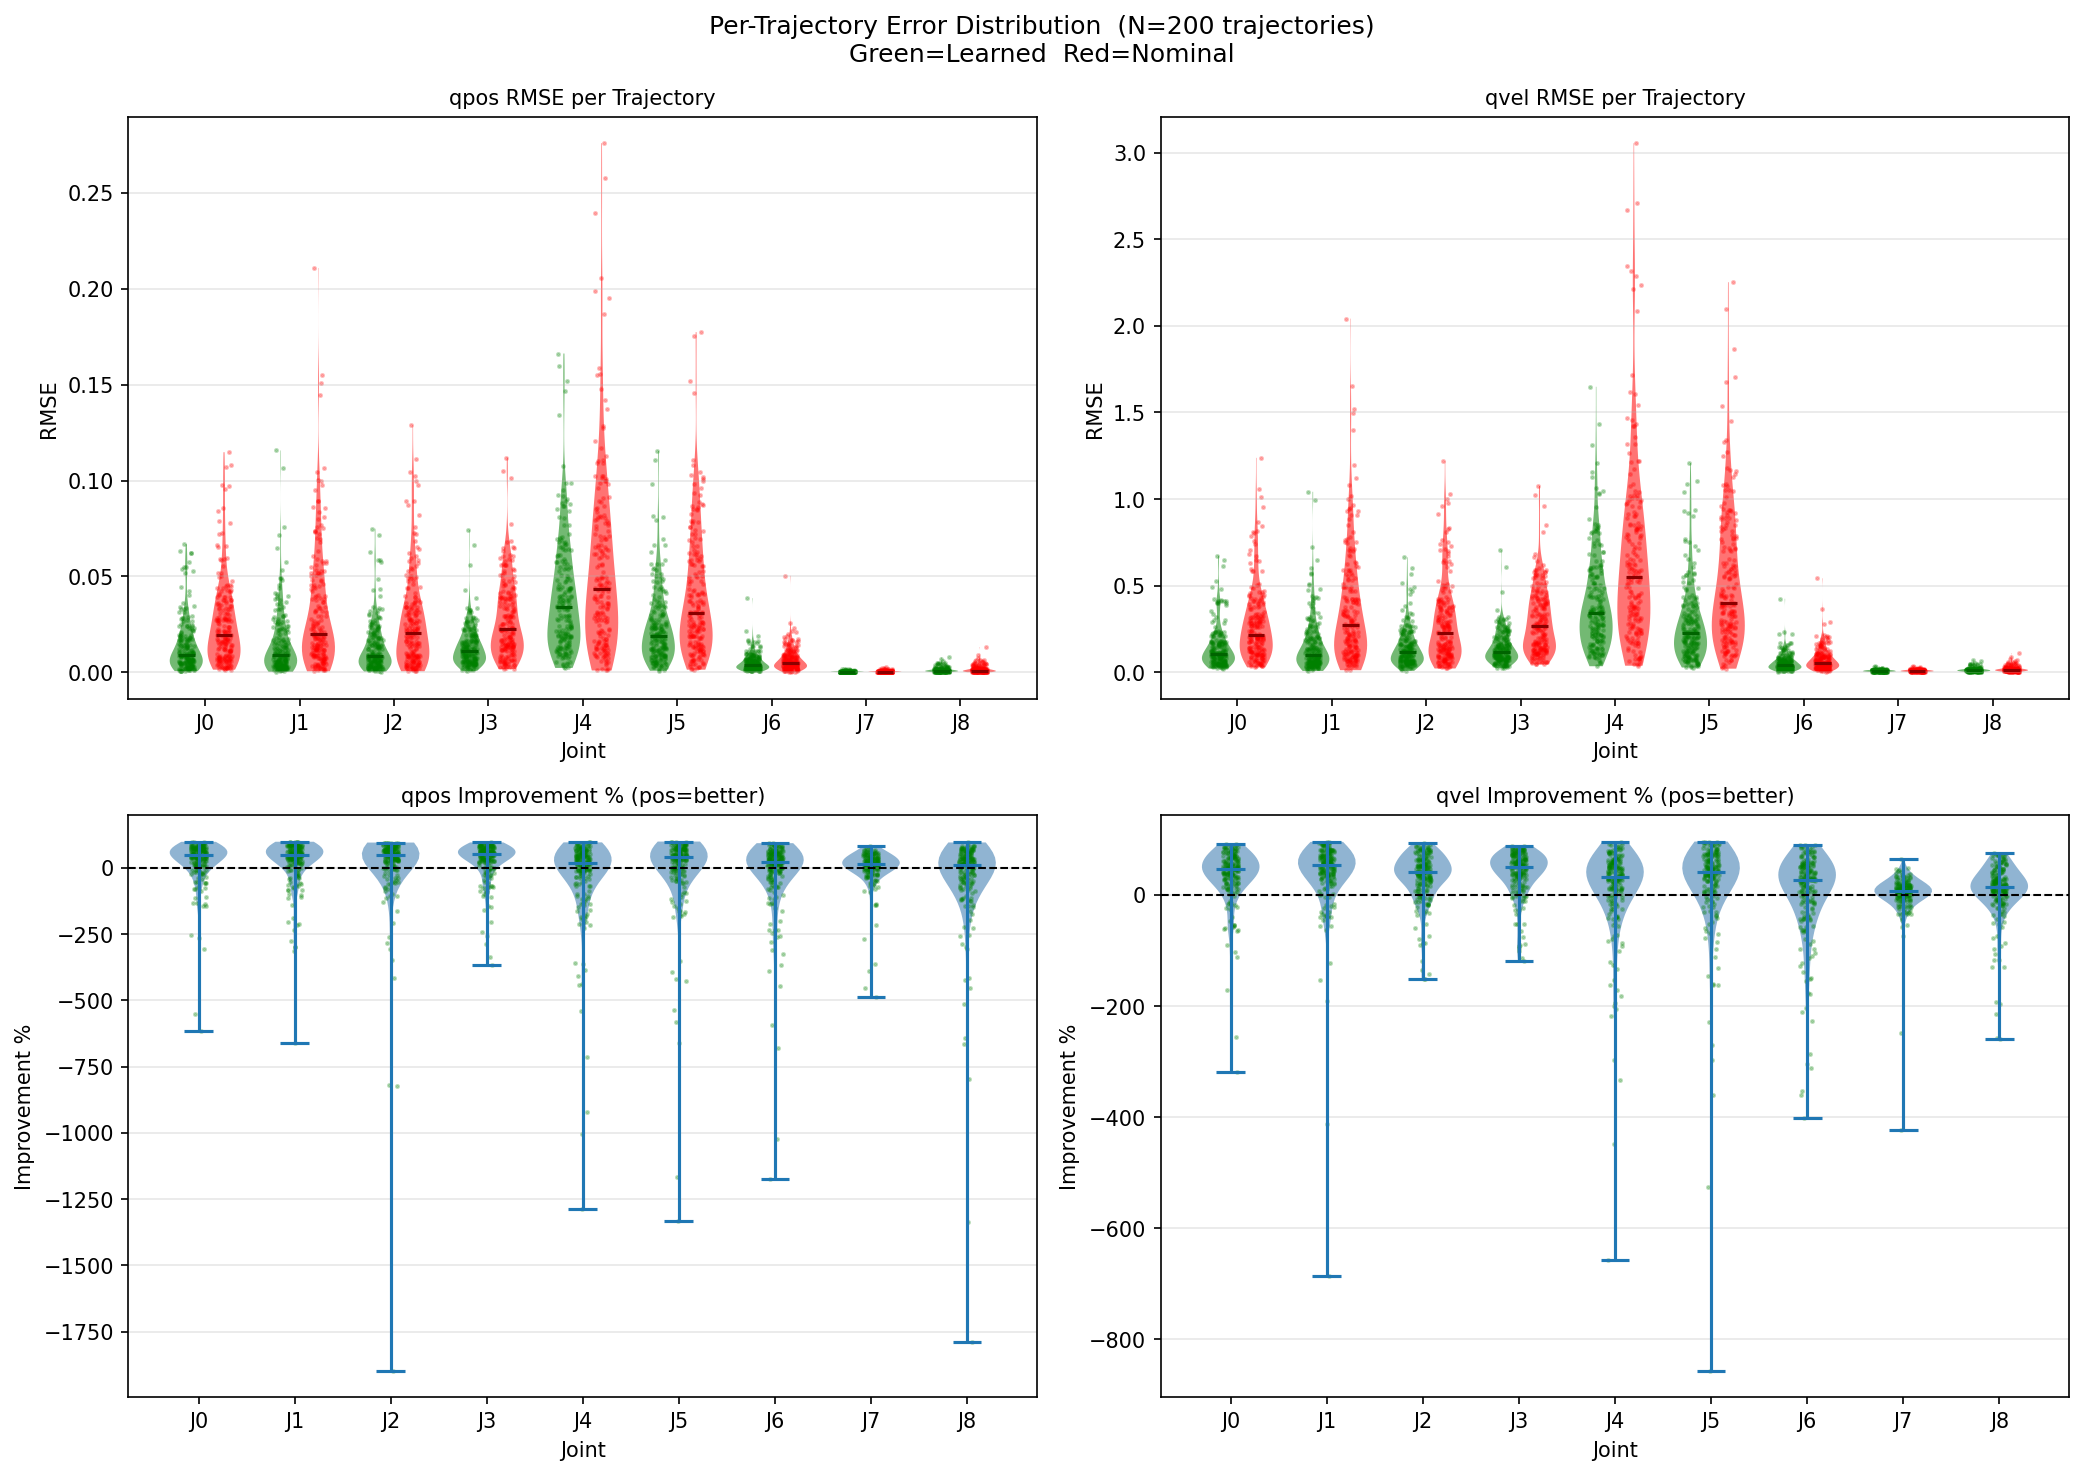 Per-Trajectory Error Distribution  (N=200 trajectories)
Green=Learned  Red=Nominal
qpos RMSE per Trajectory
RMSE
0.25
0.20
0.15
0.10
0.05
0.00
J0 J1 J2 J3 J4 J5 J6 J7 J8
Joint
qvel RMSE per Trajectory
RMSE
3.0
2.5
2.0
1.5
1.0
0.5
0.0
J0 J1 J2 J3 J4 J5 J6 J7 J8
Joint
qpos Improvement % (pos=better)
Improvement %
0
−250
−500
−750
−1000
−1250
−1500
−1750
J0 J1 J2 J3 J4 J5 J6 J7 J8
Joint
qvel Improvement % (pos=better)
Improvement %
0
−200
−400
−600
−800
J0 J1 J2 J3 J4 J5 J6 J7 J8
Joint